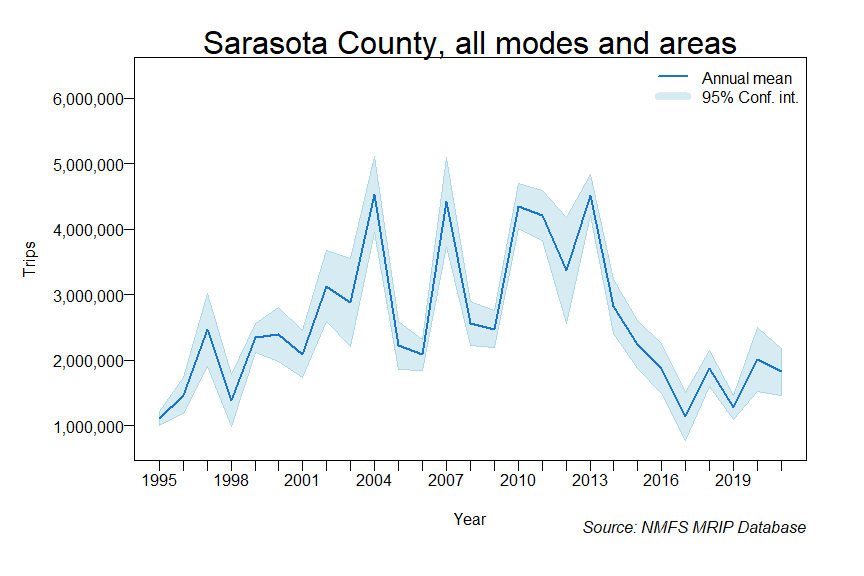 Sarasota County, all modes and areas
Annual mean
95% Conf. int.
6,000,000
5,000,000
4,000,000
3,000,000
2,000,000
1,000,000
Trips
1995 1998 2001 2004 2007 2010 2013 2016 2019
Year
Source: NMFS MRIP Database